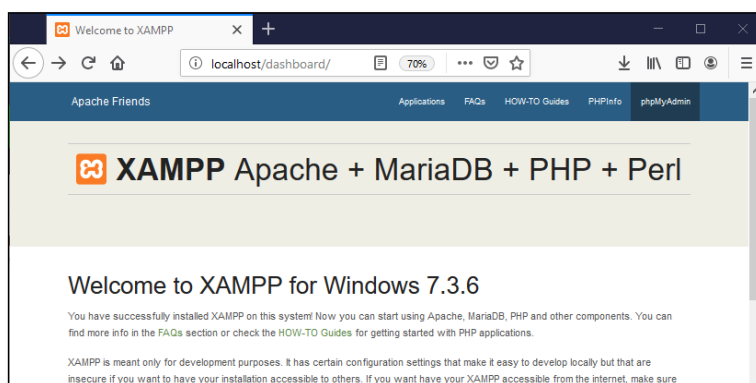 Welcome to XAMPP
localhost/dashboard/ 70%
Apache Friends Applications FAQs HOW-TO Guides PHPInfo phpMyAdmin
XAMPP Apache + MariaDB + PHP + Perl
Welcome to XAMPP for Windows 7.3.6
You have successfully installed XAMPP on this system! Now you can start using Apache, MariaDB, PHP and other components. You can
find more info in the FAQs section or check the HOW-TO Guides for getting started with PHP applications.
XAMPP is meant only for development purposes. It has certain configuration settings that make it easy to develop locally but that are
insecure if you want to have your installation accessible to others. If you want have your XAMPP accessible from the internet, make sure